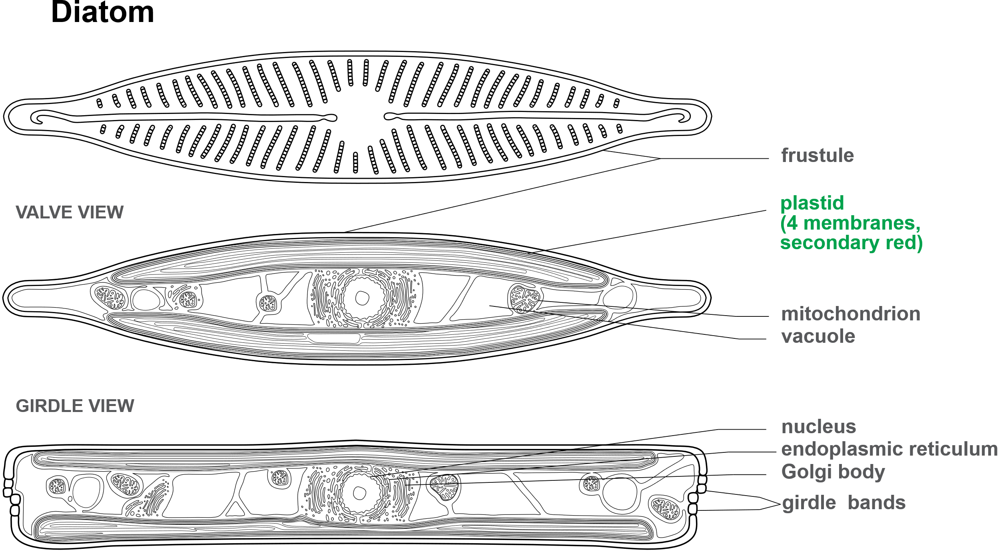 Diatom
frustule
VALVE VIEW
plastid
(4 membranes,
secondary red)
mitochondrion
vacuole
GIRDLE VIEW
nucleus
endoplasmic reticulum
Golgi body
girdle bands